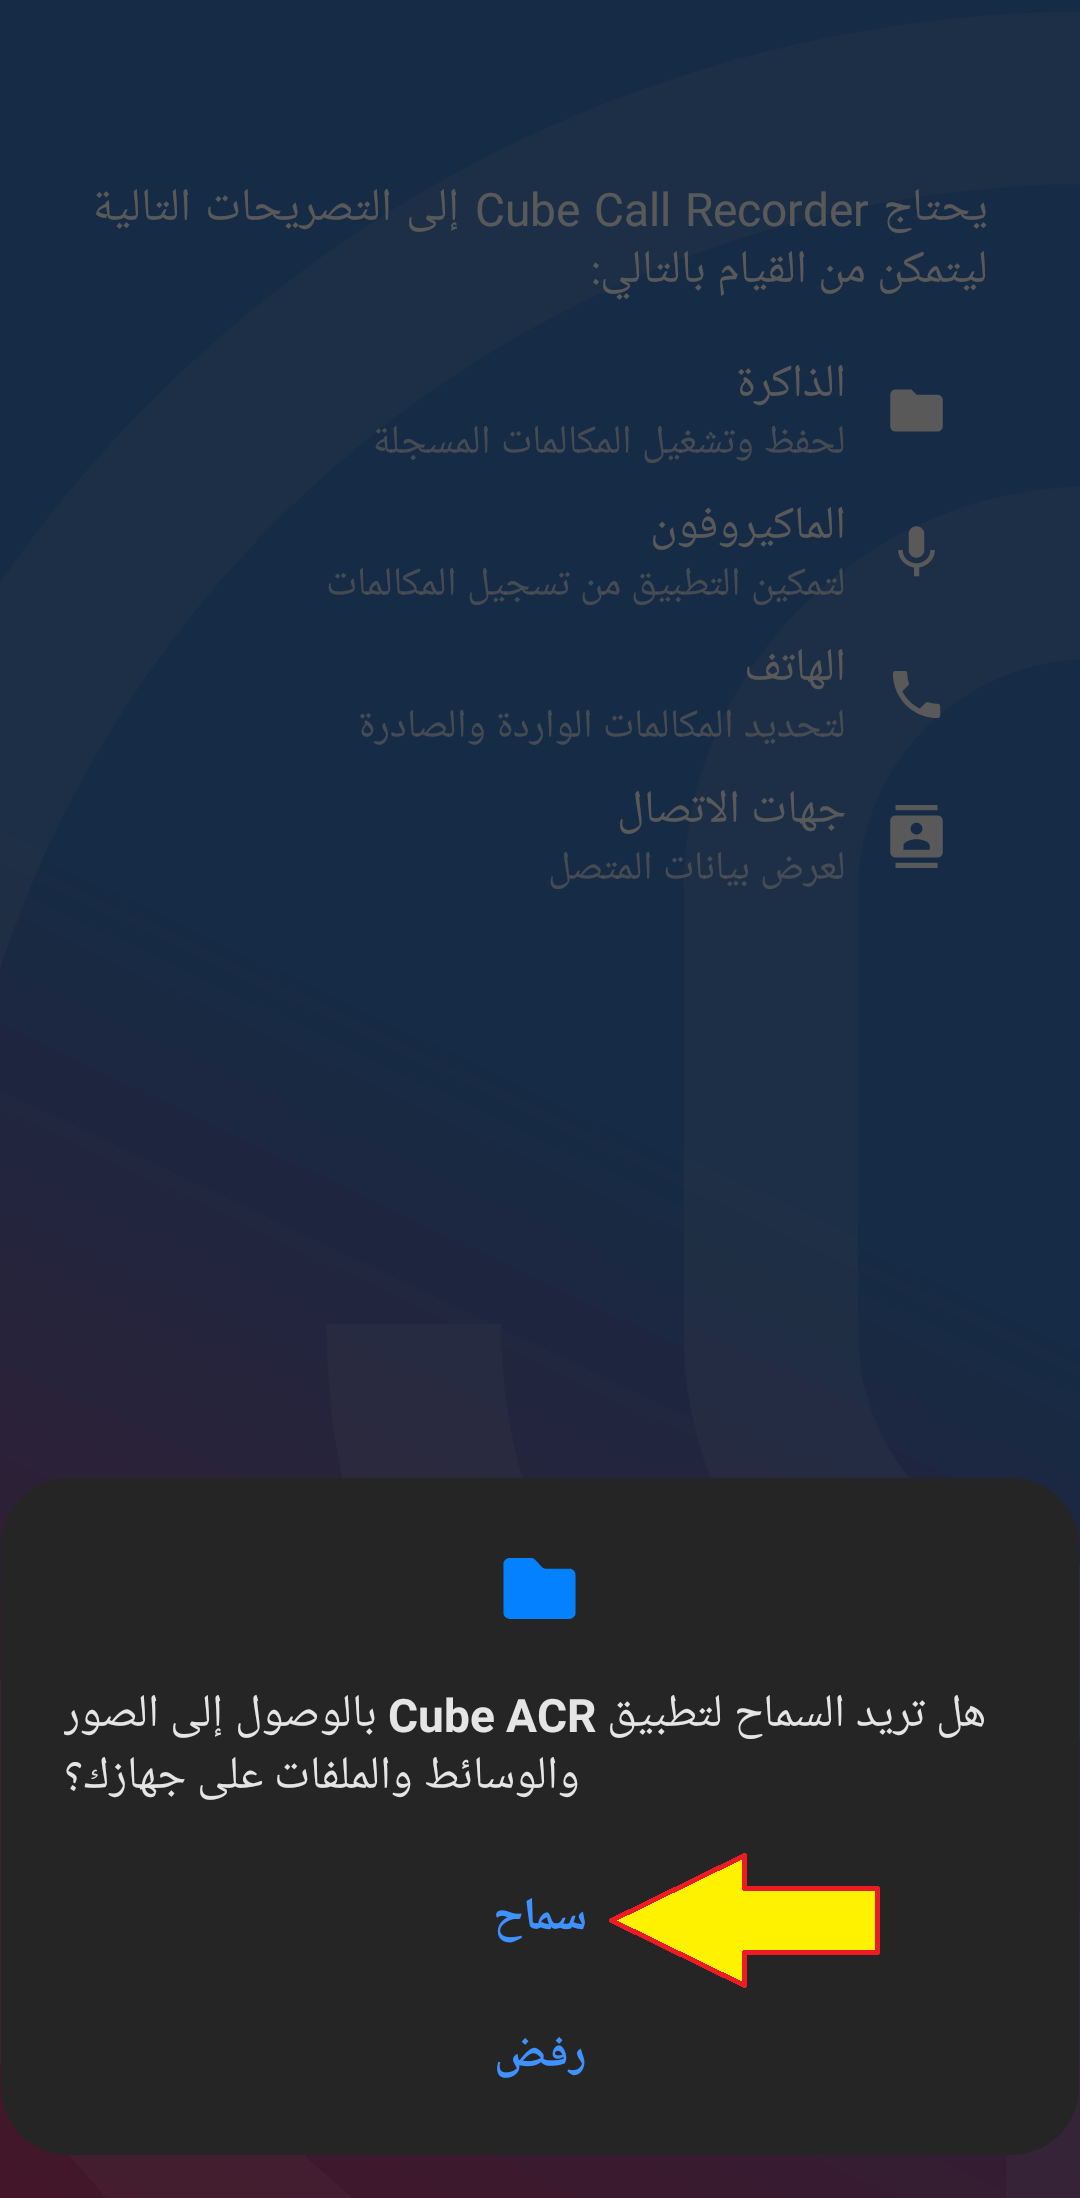 يحتاج Cube Call Recorder إلى التصريحات التالية
ليتمكن من القيام بالتالي:
الذاكرة
لحفظ وتشغيل المكالمات المسجلة
الماكيروفون
لتمكين التطبيق من تسجيل المكالمات
الهاتف
لتحديد المكالمات الواردة والصادرة
جهات الاتصال
لعرض بيانات المتصل
هل تريد السماح لتطبيق Cube ACR بالوصول إلى الصور
والوسائط والملفات على جهازك؟
سماح
رفض